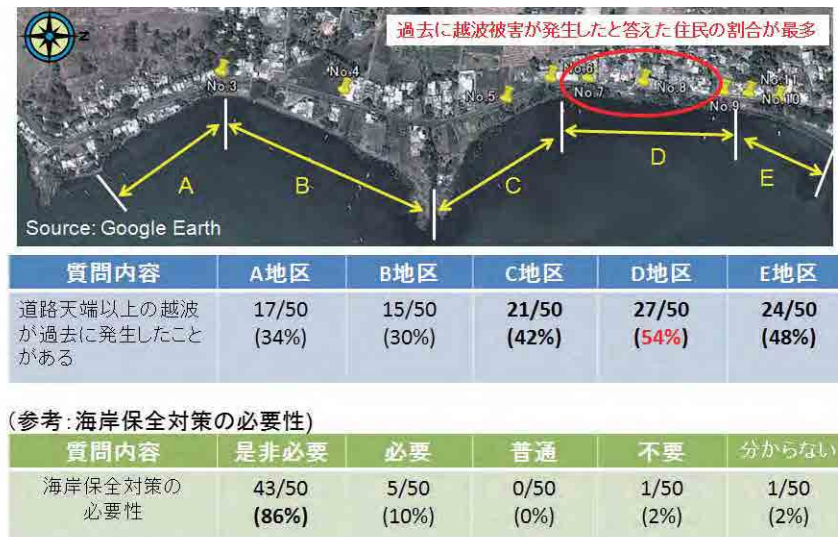 過去に越波被害が発生したと答えた住民の割合が最多
N
No.3
No.4
No.5
No.6
No.7
No.8
No.9
No.11
No.10
A
B
C
D
E
Source: Google Earth
質問内容 A地区 B地区 C地区 D地区 E地区
道路天端以上の越波 17/50 15/50 21/50 27/50 24/50
が過去に発生したこと (34%) (30%) (42%) (54%) (48%)
がある
(参考:海岸保全対策の必要性)
質問内容 是非必要 必要 普通 不要 分からない
海岸保全対策の 43/50 5/50 0/50 1/50 1/50
必要性 (86%) (10%) (0%) (2%) (2%)